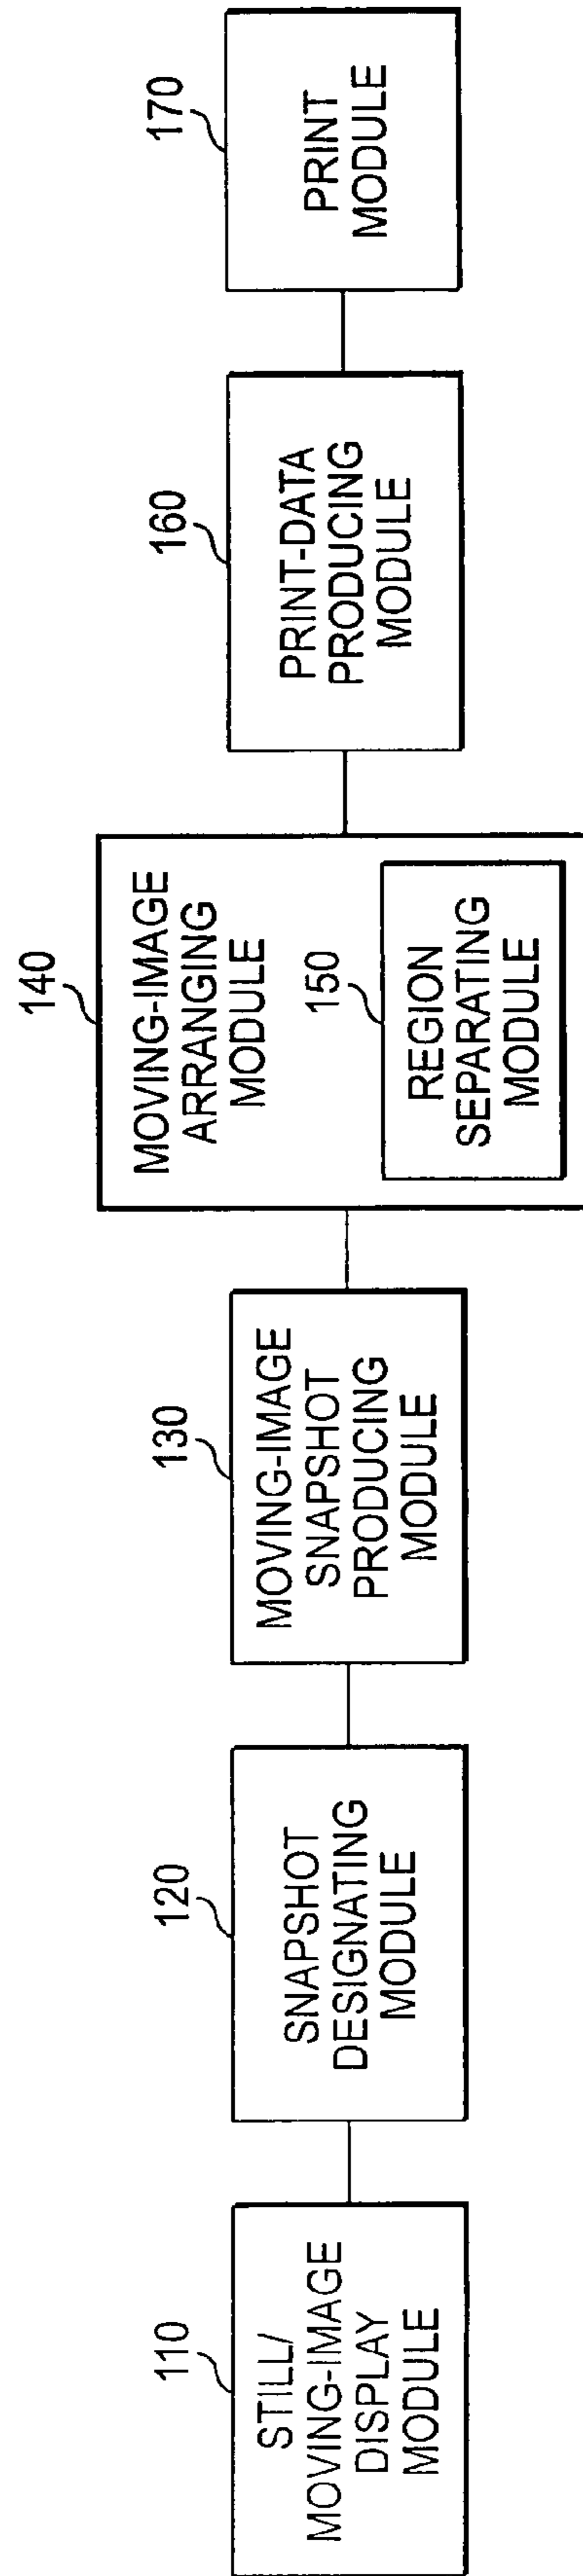 110
STILL/
MOVING-IMAGE
DISPLAY
MODULE
120
SNAPSHOT
DESIGNATING
MODULE
130
MOVING-IMAGE
SNAPSHOT
PRODUCING
MODULE
140
MOVING-IMAGE
ARRANGING
MODULE
150
REGION
SEPARATING
MODULE
160
PRINT-DATA
PRODUCING
MODULE
170
PRINT
MODULE